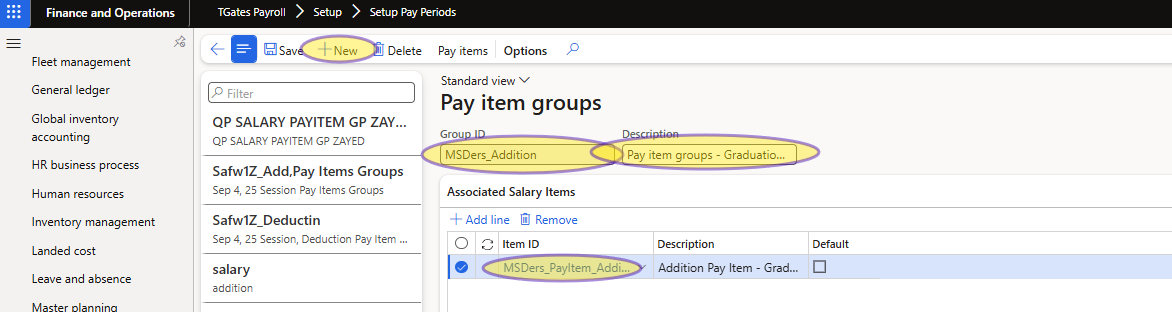 Finance and Operations
TGates Payroll > Setup > Setup Pay Periods
Save New Delete Pay items Options
Fleet management
General ledger
Global inventory
accounting
HR business process
Human resources
Inventory management
Landed cost
Leave and absence
Master planning
Filter
QP SALARY PAYITEM GP ZAY...
QP SALARY PAYITEM GP ZAYED
Safw1Z_Add,Pay Items Groups
Sep 4, 25 Session Pay Items Groups
Safw1Z_Deductin
Sep 4, 25 Session, Deduction Pay Item ...
salary
addition
Standard view
Pay item groups
Group ID Description
MSDers_Addition Pay item groups - Graduatio...
Associated Salary Items
Add line Remove
Item ID Description Default
MSDers_PayItem_Addi... Addition Pay Item - Grad...